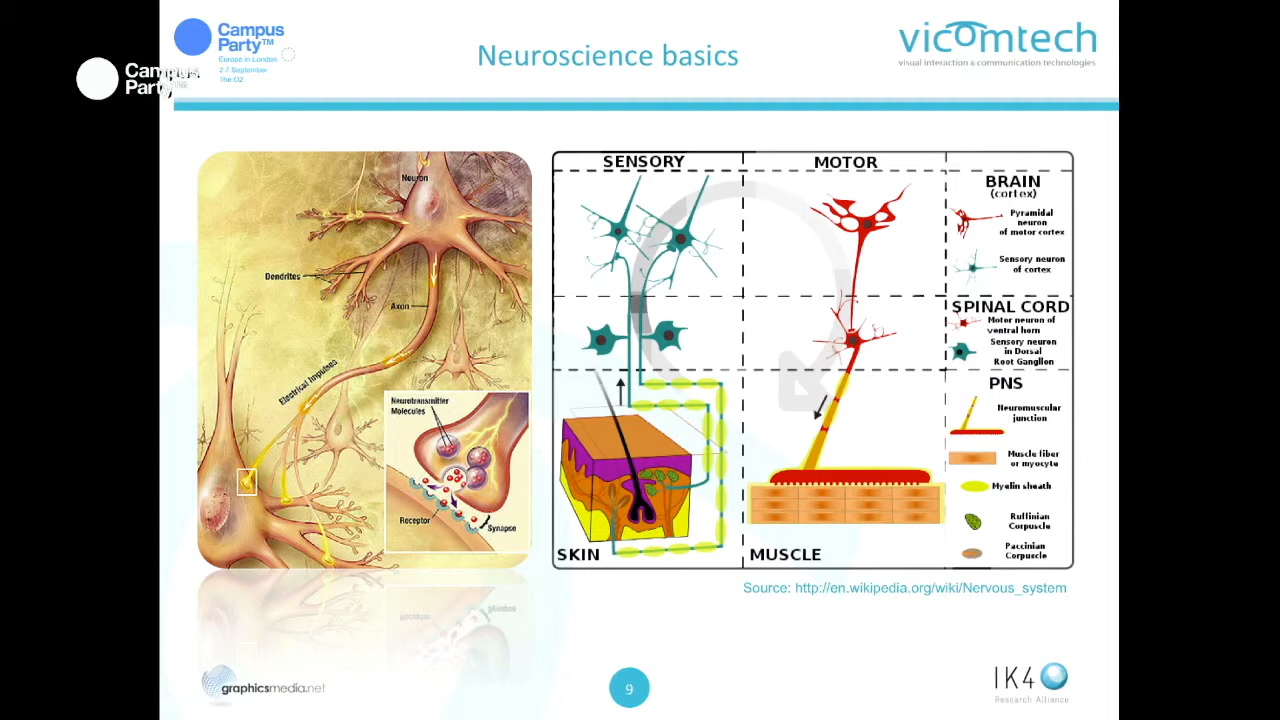 Campus
Party™
Europe in London
2-7 September
The O2
Campus
Party™
Neuroscience basics
vicomtech
visual interaction & communication technologies
Neuron
Dendrites
Axon
Electrical Impulses
Neurotransmitter
Molecules
Receptor
Synapse
SENSORY
MOTOR
BRAIN
(cortex)
Pyramidal
neuron
of motor cortex
Sensory neuron
of cortex
SPINAL CORD
Motor neuron of
ventral horn
Sensory neuron
in Dorsal
Root Ganglion
PNS
Neuromuscular
junction
Muscle fiber
or myocyte
Myelin sheath
Ruffinian
Corpuscle
Paccinian
Corpuscle
SKIN
MUSCLE
Source: http://en.wikipedia.org/wiki/Nervous_system
graphicsmedia.net
9
IK4
Research Alliance